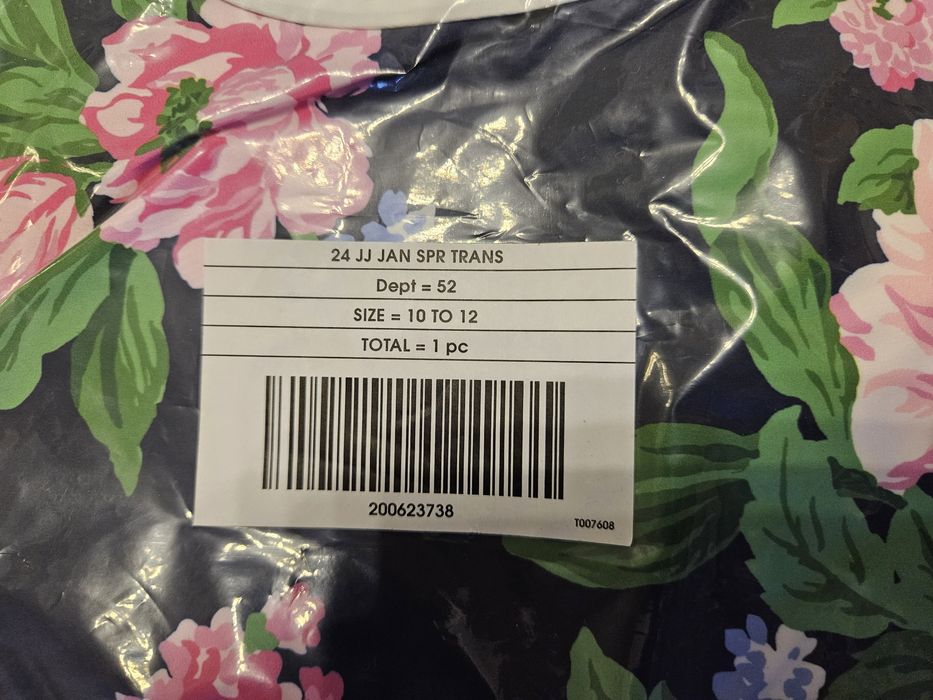 24 JJ JAN SPR TRANS
Dept = 52
SIZE = 10 TO 12
TOTAL = 1 pc
200623738
T007608